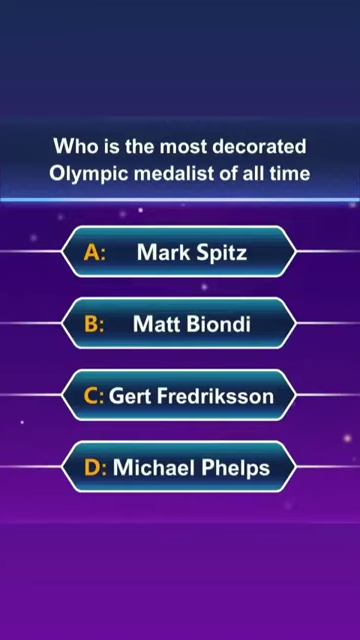 Who is the most decorated
Olympic medalist of all time
A: Mark Spitz
B: Matt Biondi
C: Gert Fredriksson
D: Michael Phelps